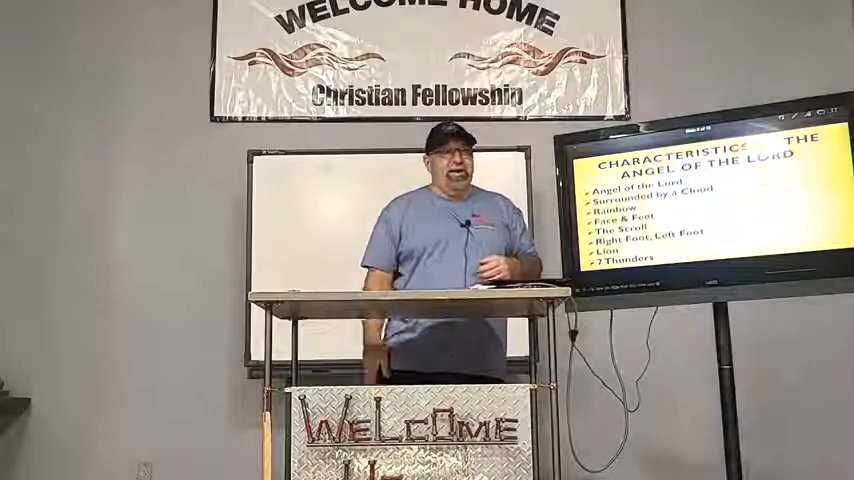 WELCOME HOME
Christian Fellowship
CHARACTERISTICS THE
ANGEL OF THE LORD
➢ Angel of the Lord
➢ Surrounded by a Cloud
➢ Rainbow
➢ Face & Feet
➢ The Scroll
➢ Right Foot, Left Foot
➢ Lion
➢ 7 Thunders
WELCOME